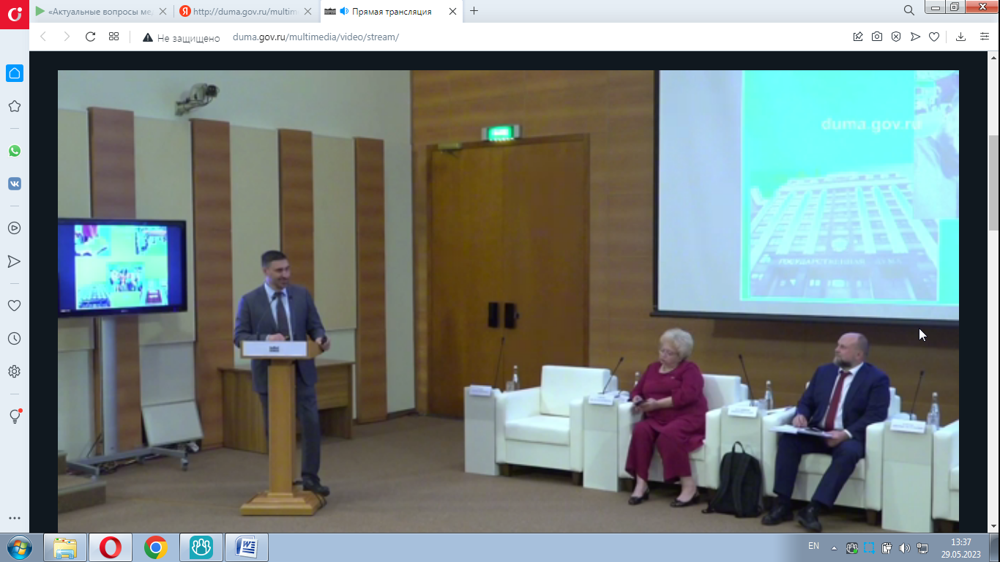 «Актуальные вопросы ме
http://duma.gov.ru/multim
Прямая трансляция
Не защищено
duma.gov.ru/multimedia/video/stream/
duma.gov.ru
ГОСУДАРСТВЕННАЯ ДУМА
EN
13:37
29.05.2023